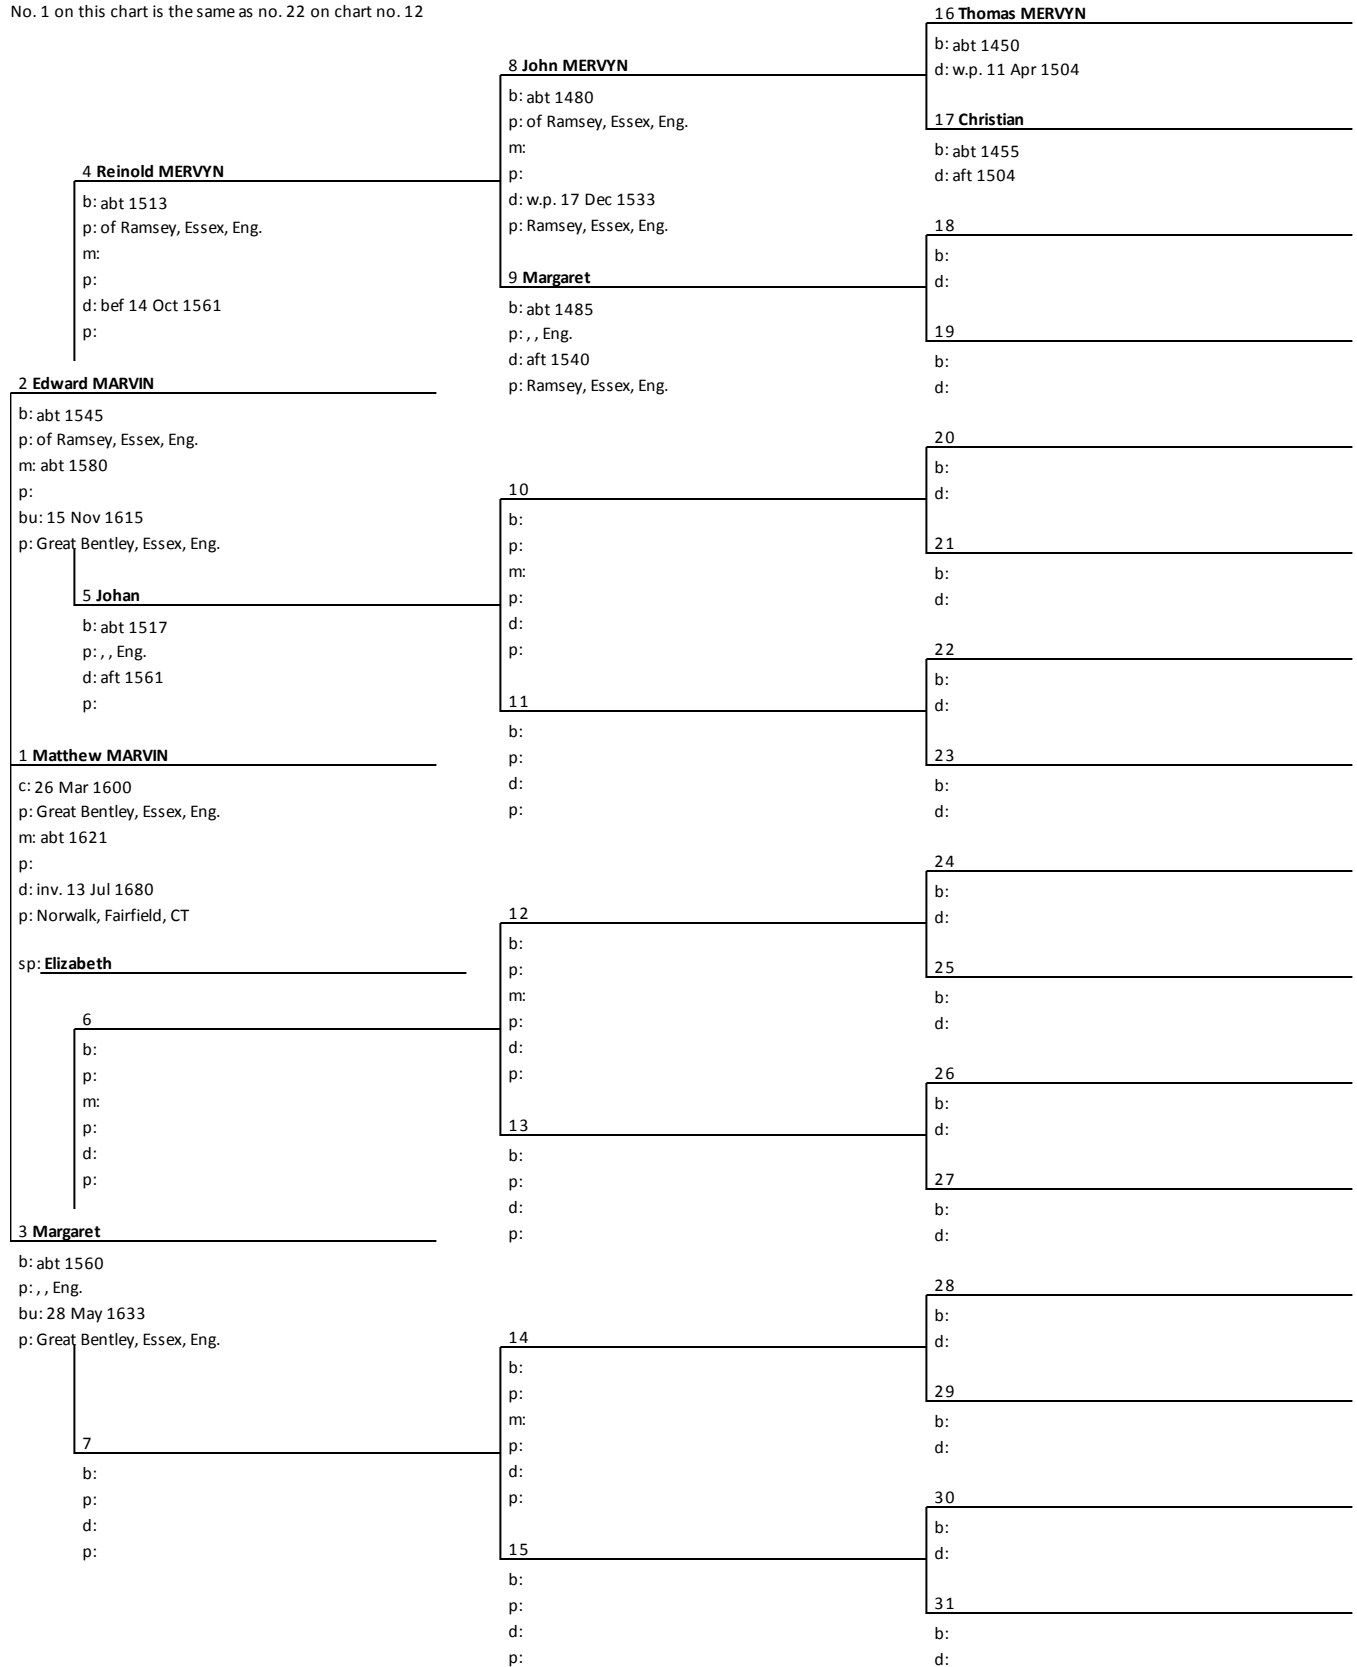 No. 1 on this chart is the same as no. 22 on chart no. 12
16 Thomas MERVYN
b: abt 1450
d: w.p. 11 Apr 1504
8 John MERVYN
b: abt 1480
p: of Ramsey, Essex, Eng.
m:
p:
d: w.p. 17 Dec 1533
p: Ramsey, Essex, Eng.
17 Christian
b: abt 1455
d: aft 1504
4 Reinold MERVYN
b: abt 1513
p: of Ramsey, Essex, Eng.
m:
p:
d: bef 14 Oct 1561
p:
18
b:
d:
9 Margaret
b: abt 1485
p: , , Eng.
d: aft 1540
p: Ramsey, Essex, Eng.
19
b:
d:
2 Edward MARVIN
b: abt 1545
p: of Ramsey, Essex, Eng.
m: abt 1580
p:
bu: 15 Nov 1615
p: Great Bentley, Essex, Eng.
20
b:
d:
10
b:
p:
m:
p:
d:
p:
21
b:
d:
5 Johan
b: abt 1517
p: , , Eng.
d: aft 1561
p:
22
b:
d:
11
b:
p:
d:
p:
23
b:
d:
1 Matthew MARVIN
c: 26 Mar 1600
p: Great Bentley, Essex, Eng.
m: abt 1621
p:
d: inv. 13 Jul 1680
p: Norwalk, Fairfield, CT
sp: Elizabeth
24
b:
d:
12
b:
p:
m:
p:
d:
p:
25
b:
d:
6
b:
p:
m:
p:
d:
p:
26
b:
d:
13
b:
p:
d:
p:
27
b:
d:
3 Margaret
b: abt 1560
p: , , Eng.
bu: 28 May 1633
p: Great Bentley, Essex, Eng.
28
b:
d:
14
b:
p:
m:
p:
d:
p:
29
b:
d:
7
b:
p:
d:
p:
30
b:
d:
15
b:
p:
d:
p:
31
b:
d: